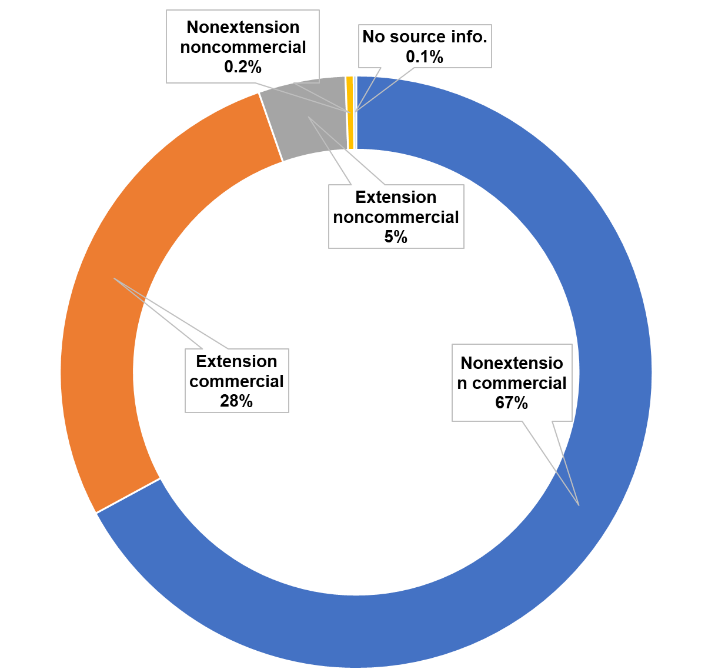 Nonextension
noncommercial
0.2%
No source info.
0.1%
Extension
noncommercial
5%
Extension
commercial
28%
Nonextensio
n commercial
67%